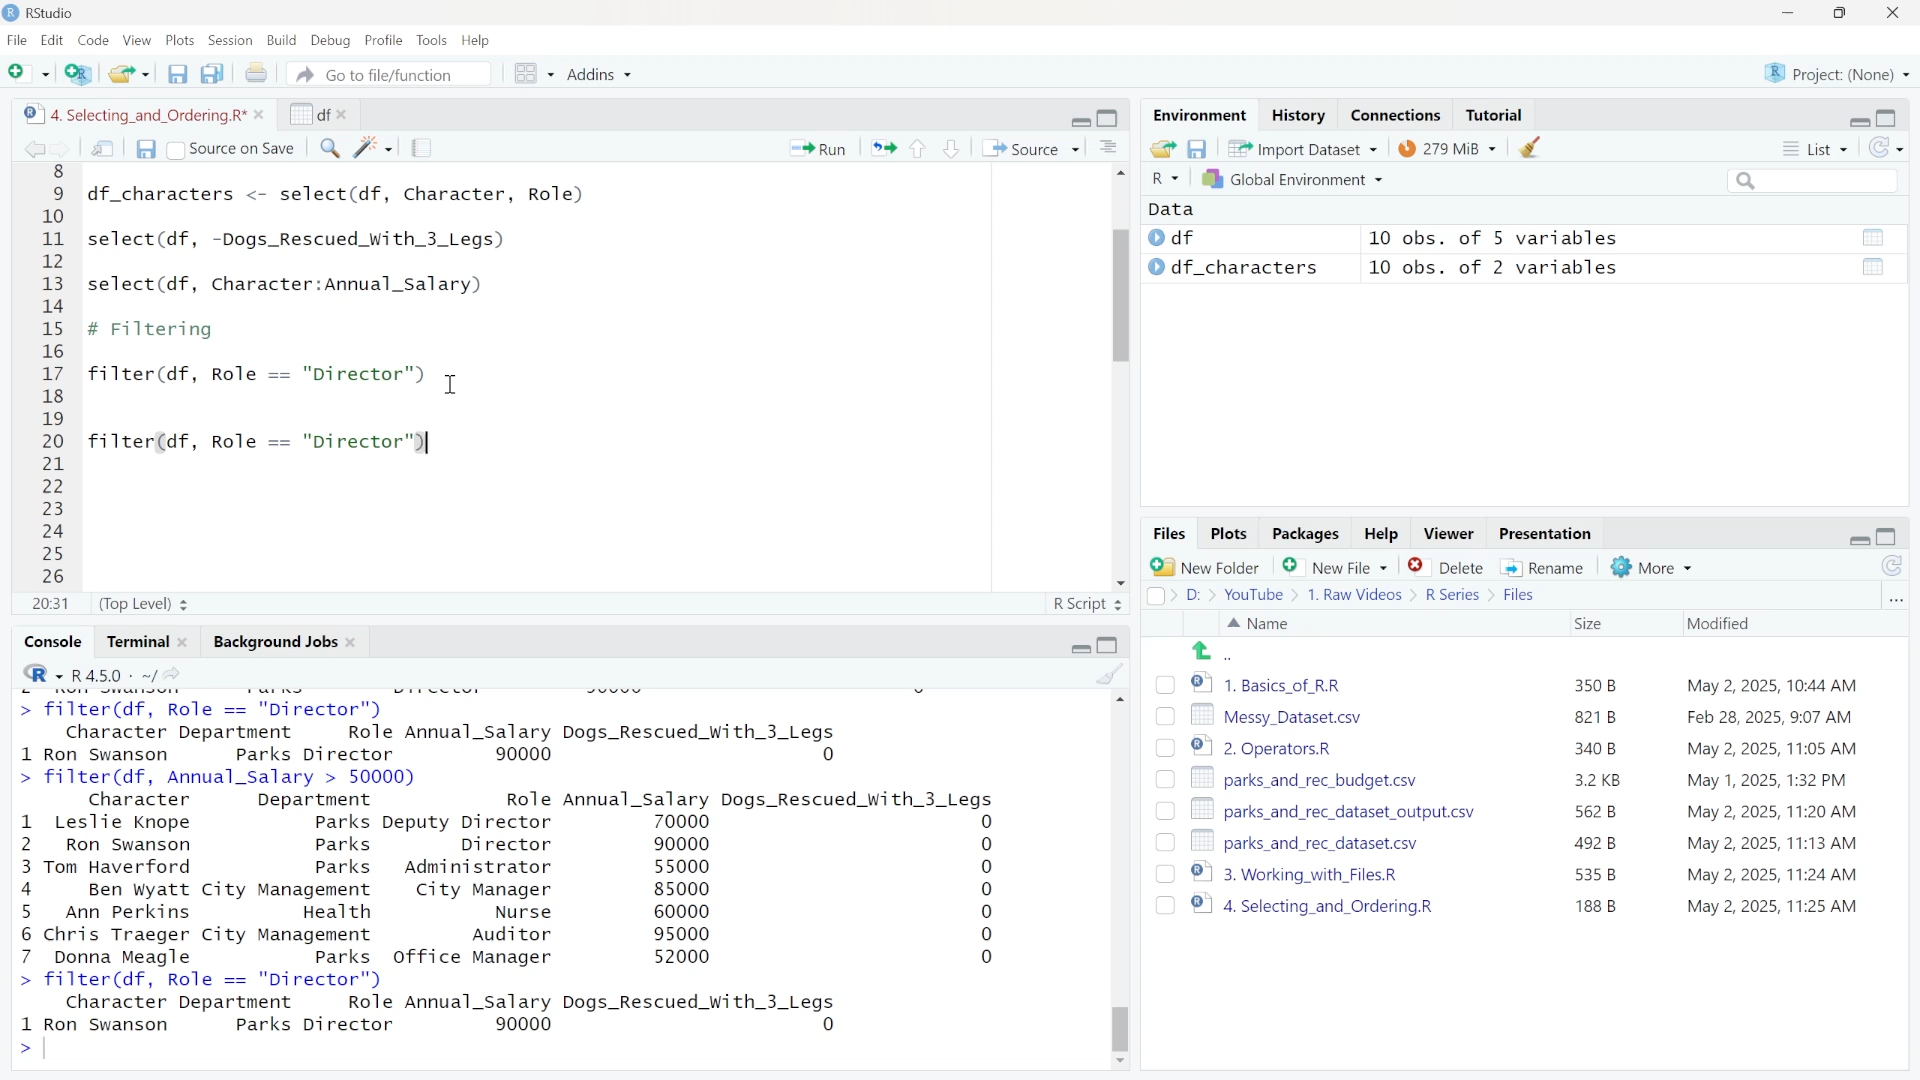 RStudio
File Edit Code View Plots Session Build Debug Profile Tools Help
Go to file/function Addins Project: (None)
4. Selecting_and_Ordering.R* df
Source on Save Run Source
8
9 df_characters <- select(df, Character, Role)
10
11 select(df, -Dogs_Rescued_With_3_Legs)
12
13 select(df, Character:Annual_Salary)
14
15 # Filtering
16
17 filter(df, Role == "Director")
18
19
20 filter(df, Role == "Director")
21
22
23
24
25
26
20:31 (Top Level) R Script
Console Terminal Background Jobs
R 4.5.0 · ~/
> filter(df, Role == "Director")
Character Department Role Annual_Salary Dogs_Rescued_With_3_Legs
1 Ron Swanson Parks Director 90000 0
> filter(df, Annual_Salary > 50000)
Character Department Role Annual_Salary Dogs_Rescued_With_3_Legs
1 Leslie Knope Parks Deputy Director 70000 0
2 Ron Swanson Parks Director 90000 0
3 Tom Haverford Parks Administrator 55000 0
4 Ben Wyatt City Management City Manager 85000 0
5 Ann Perkins Health Nurse 60000 0
6 Chris Traeger City Management Auditor 95000 0
7 Donna Meagle Parks Office Manager 52000 0
> filter(df, Role == "Director")
Character Department Role Annual_Salary Dogs_Rescued_With_3_Legs
1 Ron Swanson Parks Director 90000 0
>
Environment History Connections Tutorial
Import Dataset 279 MiB List
R Global Environment
Data
df 10 obs. of 5 variables
df_characters 10 obs. of 2 variables
Files Plots Packages Help Viewer Presentation
New Folder New File Delete Rename More
D: YouTube 1. Raw Videos R Series Files ...
Name Size Modified
..
1. Basics_of_R.R 350 B May 2, 2025, 10:44 AM
Messy_Dataset.csv 821 B Feb 28, 2025, 9:07 AM
2. Operators.R 340 B May 2, 2025, 11:05 AM
parks_and_rec_budget.csv 3.2 KB May 1, 2025, 1:32 PM
parks_and_rec_dataset_output.csv 562 B May 2, 2025, 11:20 AM
parks_and_rec_dataset.csv 492 B May 2, 2025, 11:13 AM
3. Working_with_Files.R 535 B May 2, 2025, 11:24 AM
4. Selecting_and_Ordering.R 188 B May 2, 2025, 11:25 AM